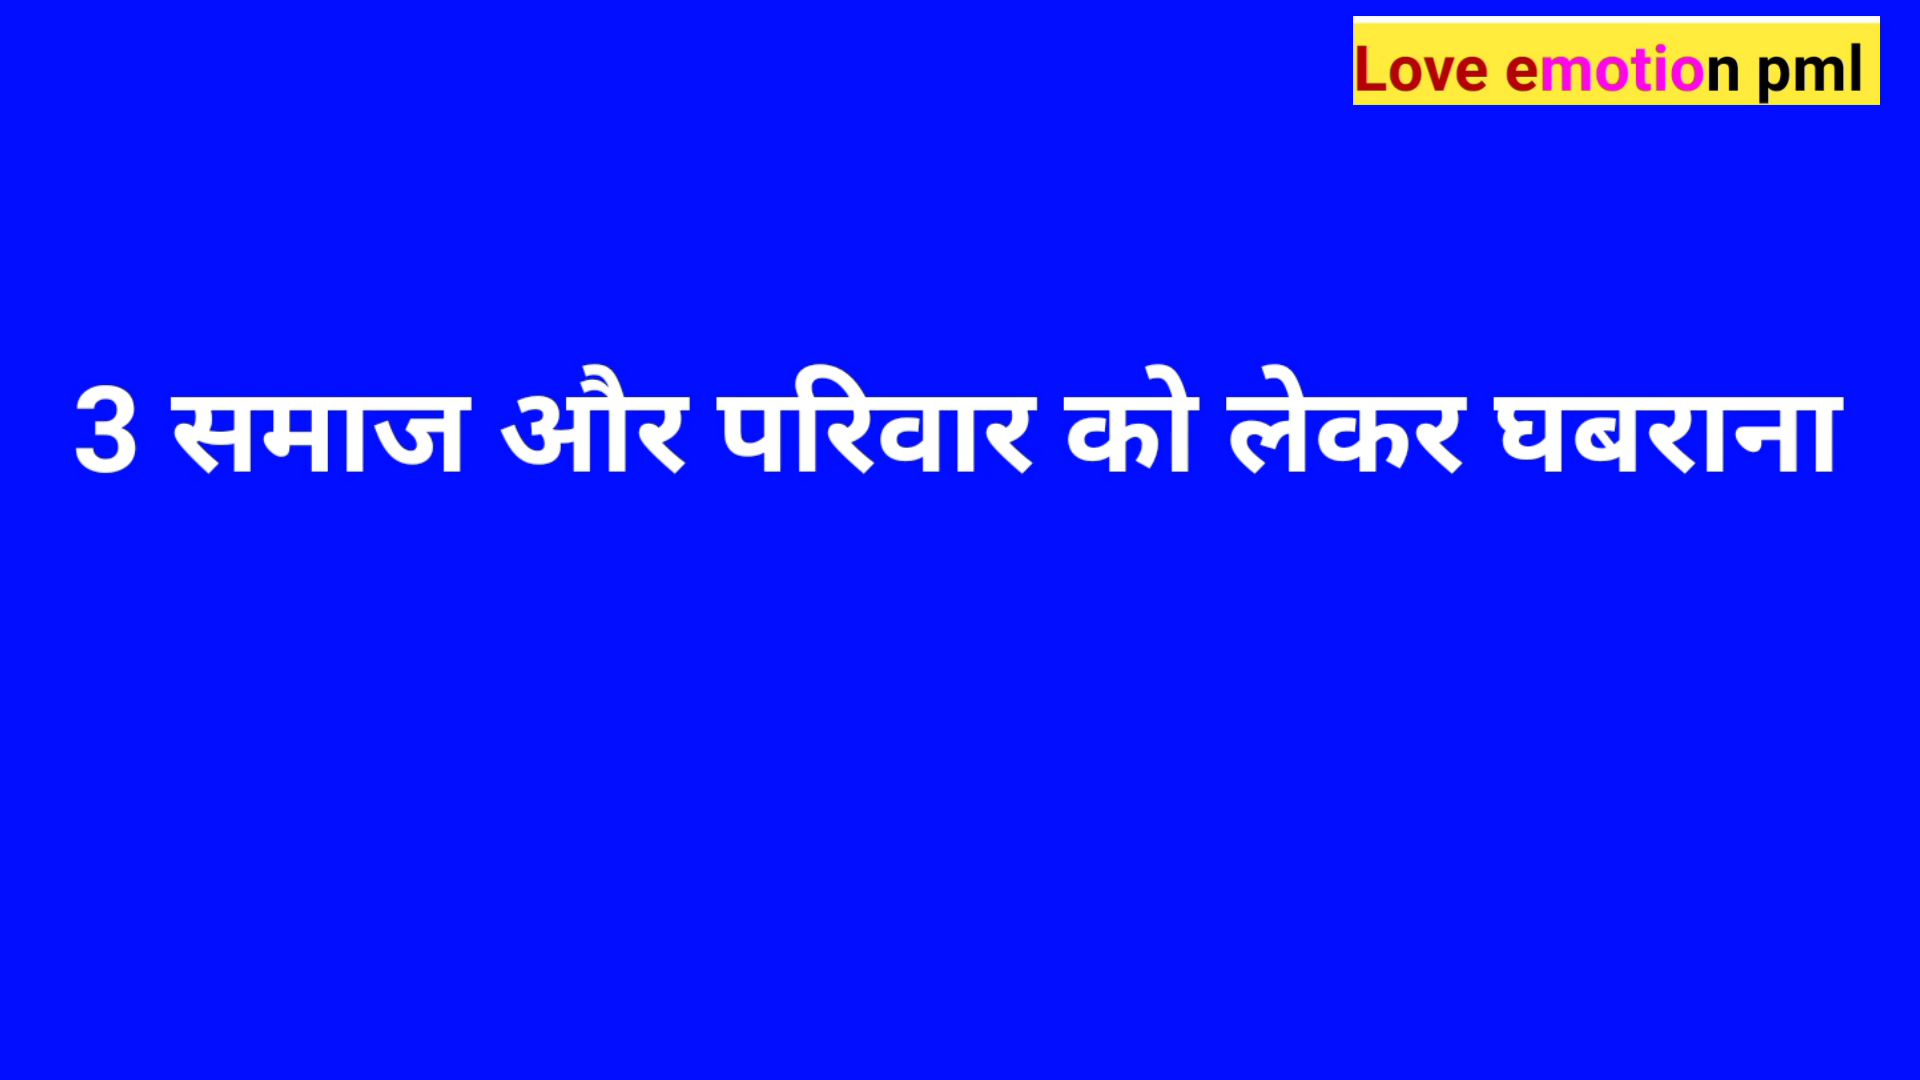 Love emotion pml
3 समाज और परिवार को लेकर घबराना